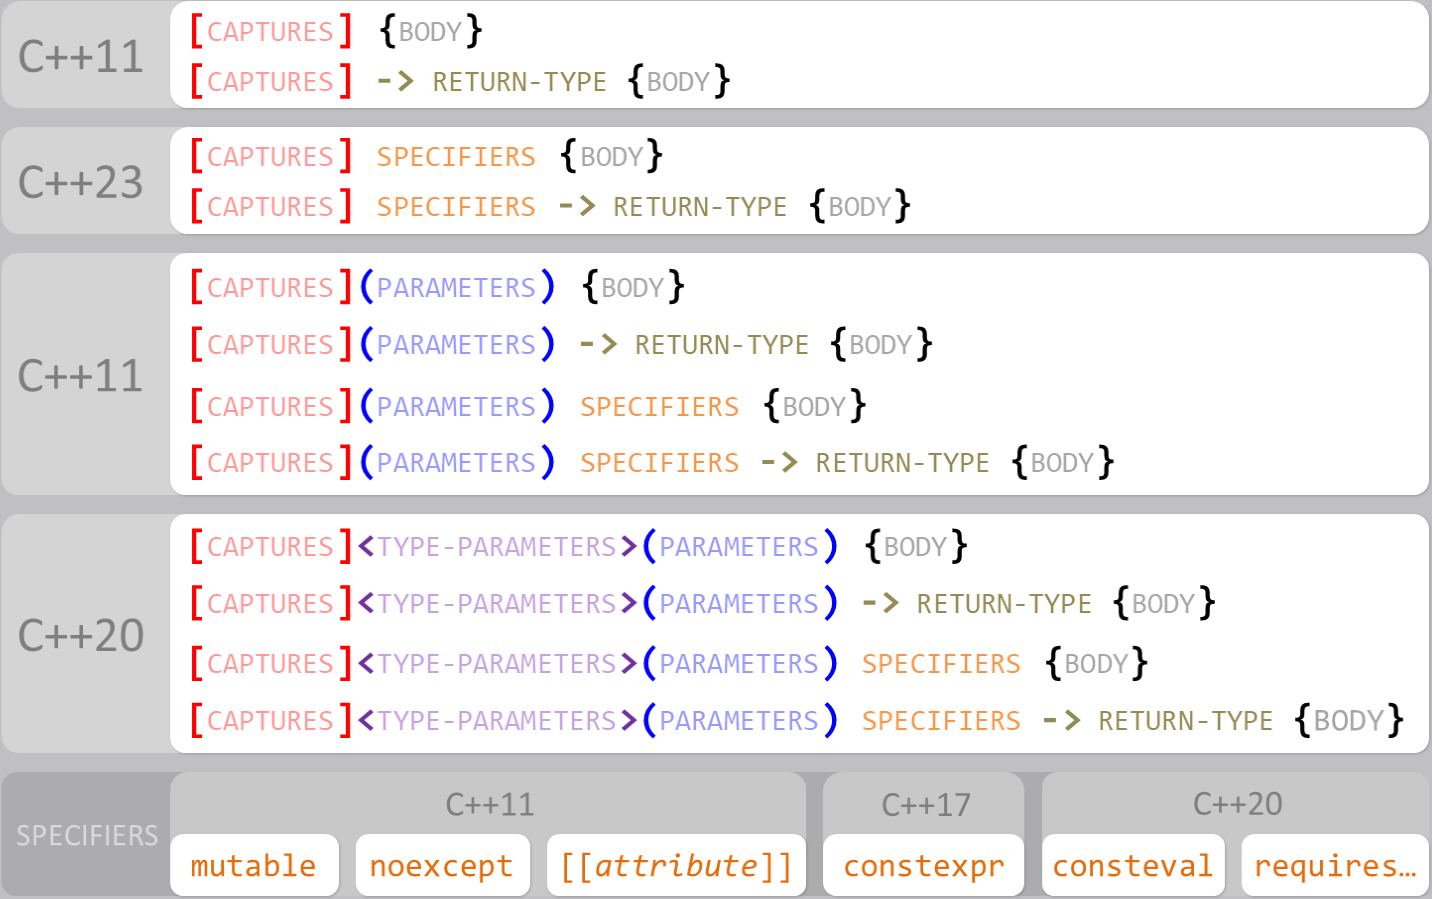 C++11
[CAPTURES] {BODY}
[CAPTURES] -> RETURN-TYPE {BODY}
C++23
[CAPTURES] SPECIFIERS {BODY}
[CAPTURES] SPECIFIERS -> RETURN-TYPE {BODY}
C++11
[CAPTURES](PARAMETERS) {BODY}
[CAPTURES](PARAMETERS) -> RETURN-TYPE {BODY}
[CAPTURES](PARAMETERS) SPECIFIERS {BODY}
[CAPTURES](PARAMETERS) SPECIFIERS -> RETURN-TYPE {BODY}
C++20
[CAPTURES]<TYPE-PARAMETERS>(PARAMETERS) {BODY}
[CAPTURES]<TYPE-PARAMETERS>(PARAMETERS) -> RETURN-TYPE {BODY}
[CAPTURES]<TYPE-PARAMETERS>(PARAMETERS) SPECIFIERS {BODY}
[CAPTURES]<TYPE-PARAMETERS>(PARAMETERS) SPECIFIERS -> RETURN-TYPE {BODY}
SPECIFIERS
C++11 C++17 C++20
mutable noexcept [[attribute]] constexpr consteval requires…